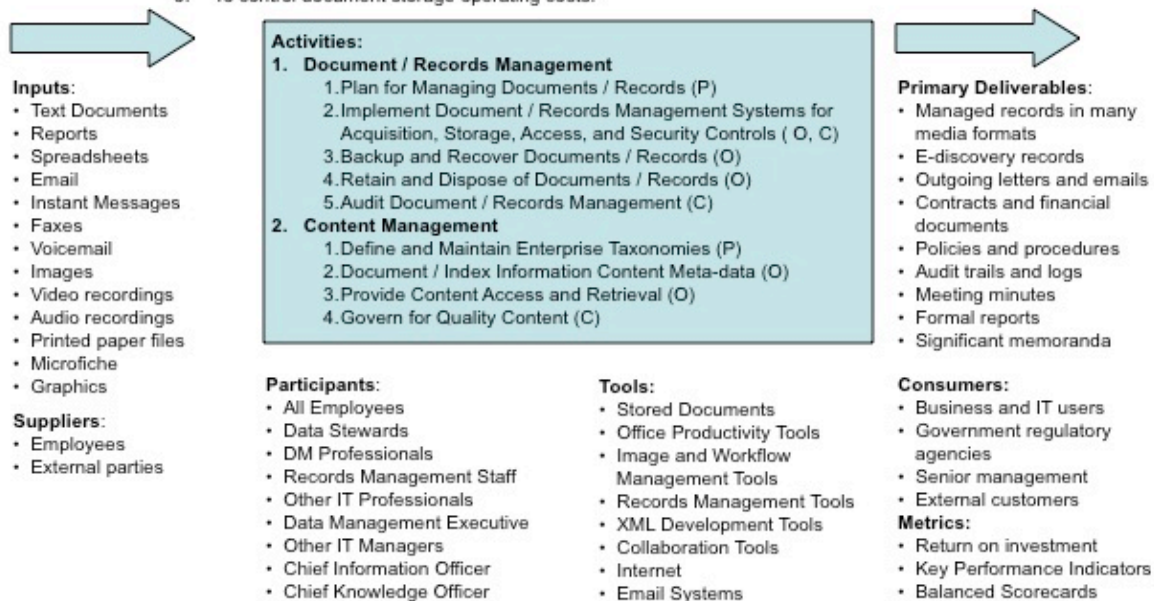 Inputs:
• Text Documents
• Reports
• Spreadsheets
• Email
• Instant Messages
• Faxes
• Voicemail
• Images
• Video recordings
• Audio recordings
• Printed paper files
• Microfiche
• Graphics
Suppliers:
• Employees
• External parties
Activities:
1. Document / Records Management
1.Plan for Managing Documents / Records (P)
2.Implement Document / Records Management Systems for
Acquisition, Storage, Access, and Security Controls ( O, C)
3.Backup and Recover Documents / Records (O)
4.Retain and Dispose of Documents / Records (O)
5.Audit Document / Records Management (C)
2. Content Management
1.Define and Maintain Enterprise Taxonomies (P)
2.Document / Index Information Content Meta-data (O)
3.Provide Content Access and Retrieval (O)
4.Govern for Quality Content (C)
Participants:
• All Employees
• Data Stewards
• DM Professionals
• Records Management Staff
• Other IT Professionals
• Data Management Executive
• Other IT Managers
• Chief Information Officer
• Chief Knowledge Officer
Tools:
• Stored Documents
• Office Productivity Tools
• Image and Workflow
Management Tools
• Records Management Tools
• XML Development Tools
• Collaboration Tools
• Internet
• Email Systems
Primary Deliverables:
• Managed records in many
media formats
• E-discovery records
• Outgoing letters and emails
• Contracts and financial
documents
• Policies and procedures
• Audit trails and logs
• Meeting minutes
• Formal reports
• Significant memoranda
Consumers:
• Business and IT users
• Government regulatory
agencies
• Senior management
• External customers
Metrics:
• Return on investment
• Key Performance Indicators
• Balanced Scorecards